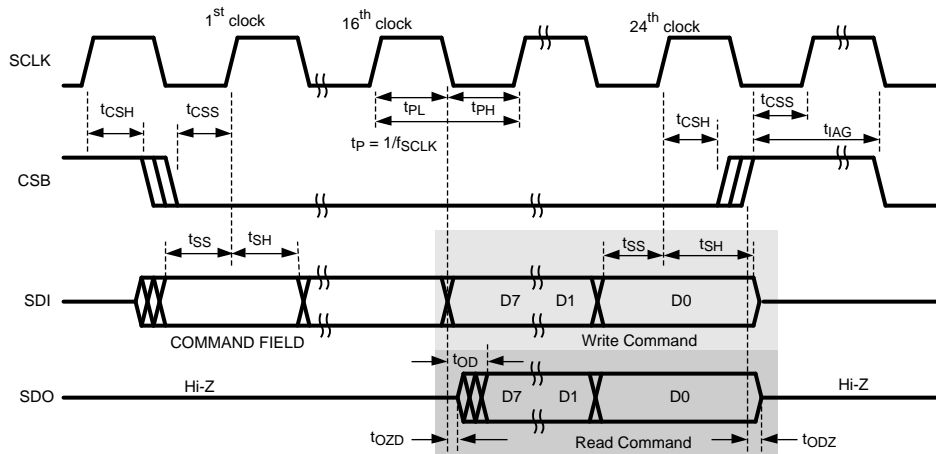 1st clock 16th clock 24th clock
SCLK
tCSH tCSS tPL tPH tCSH tCSS tIAG
tP = 1/fSCLK
CSB
tSS tSH tSS tSH
SDI D7 D1 D0
COMMAND FIELD Write Command
tOD
SDO Hi-Z D7 D1 D0 Hi-Z
tOZD Read Command tODZ